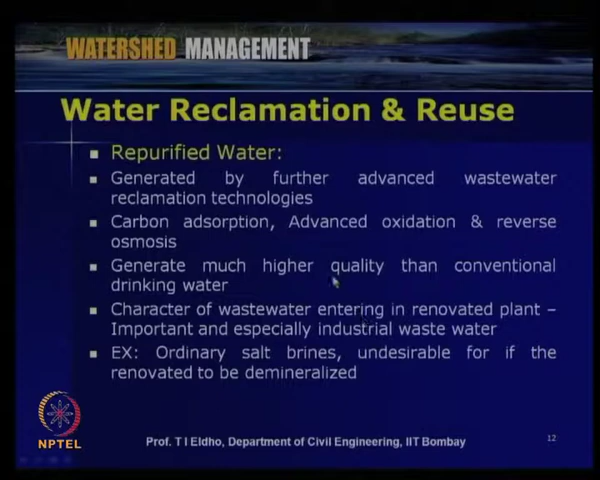 WATERSHED MANAGEMENT
Water Reclamation & Reuse
Repurified Water:
Generated by further advanced wastewater
reclamation technologies
Carbon adsorption, Advanced oxidation & reverse
osmosis
Generate much higher quality than conventional
drinking water
Character of wastewater entering in renovated plant –
Important and especially industrial waste water
EX: Ordinary salt brines, undesirable for if the
renovated to be demineralized
NPTEL
Prof. T I Eldho, Department of Civil Engineering, IIT Bombay
12